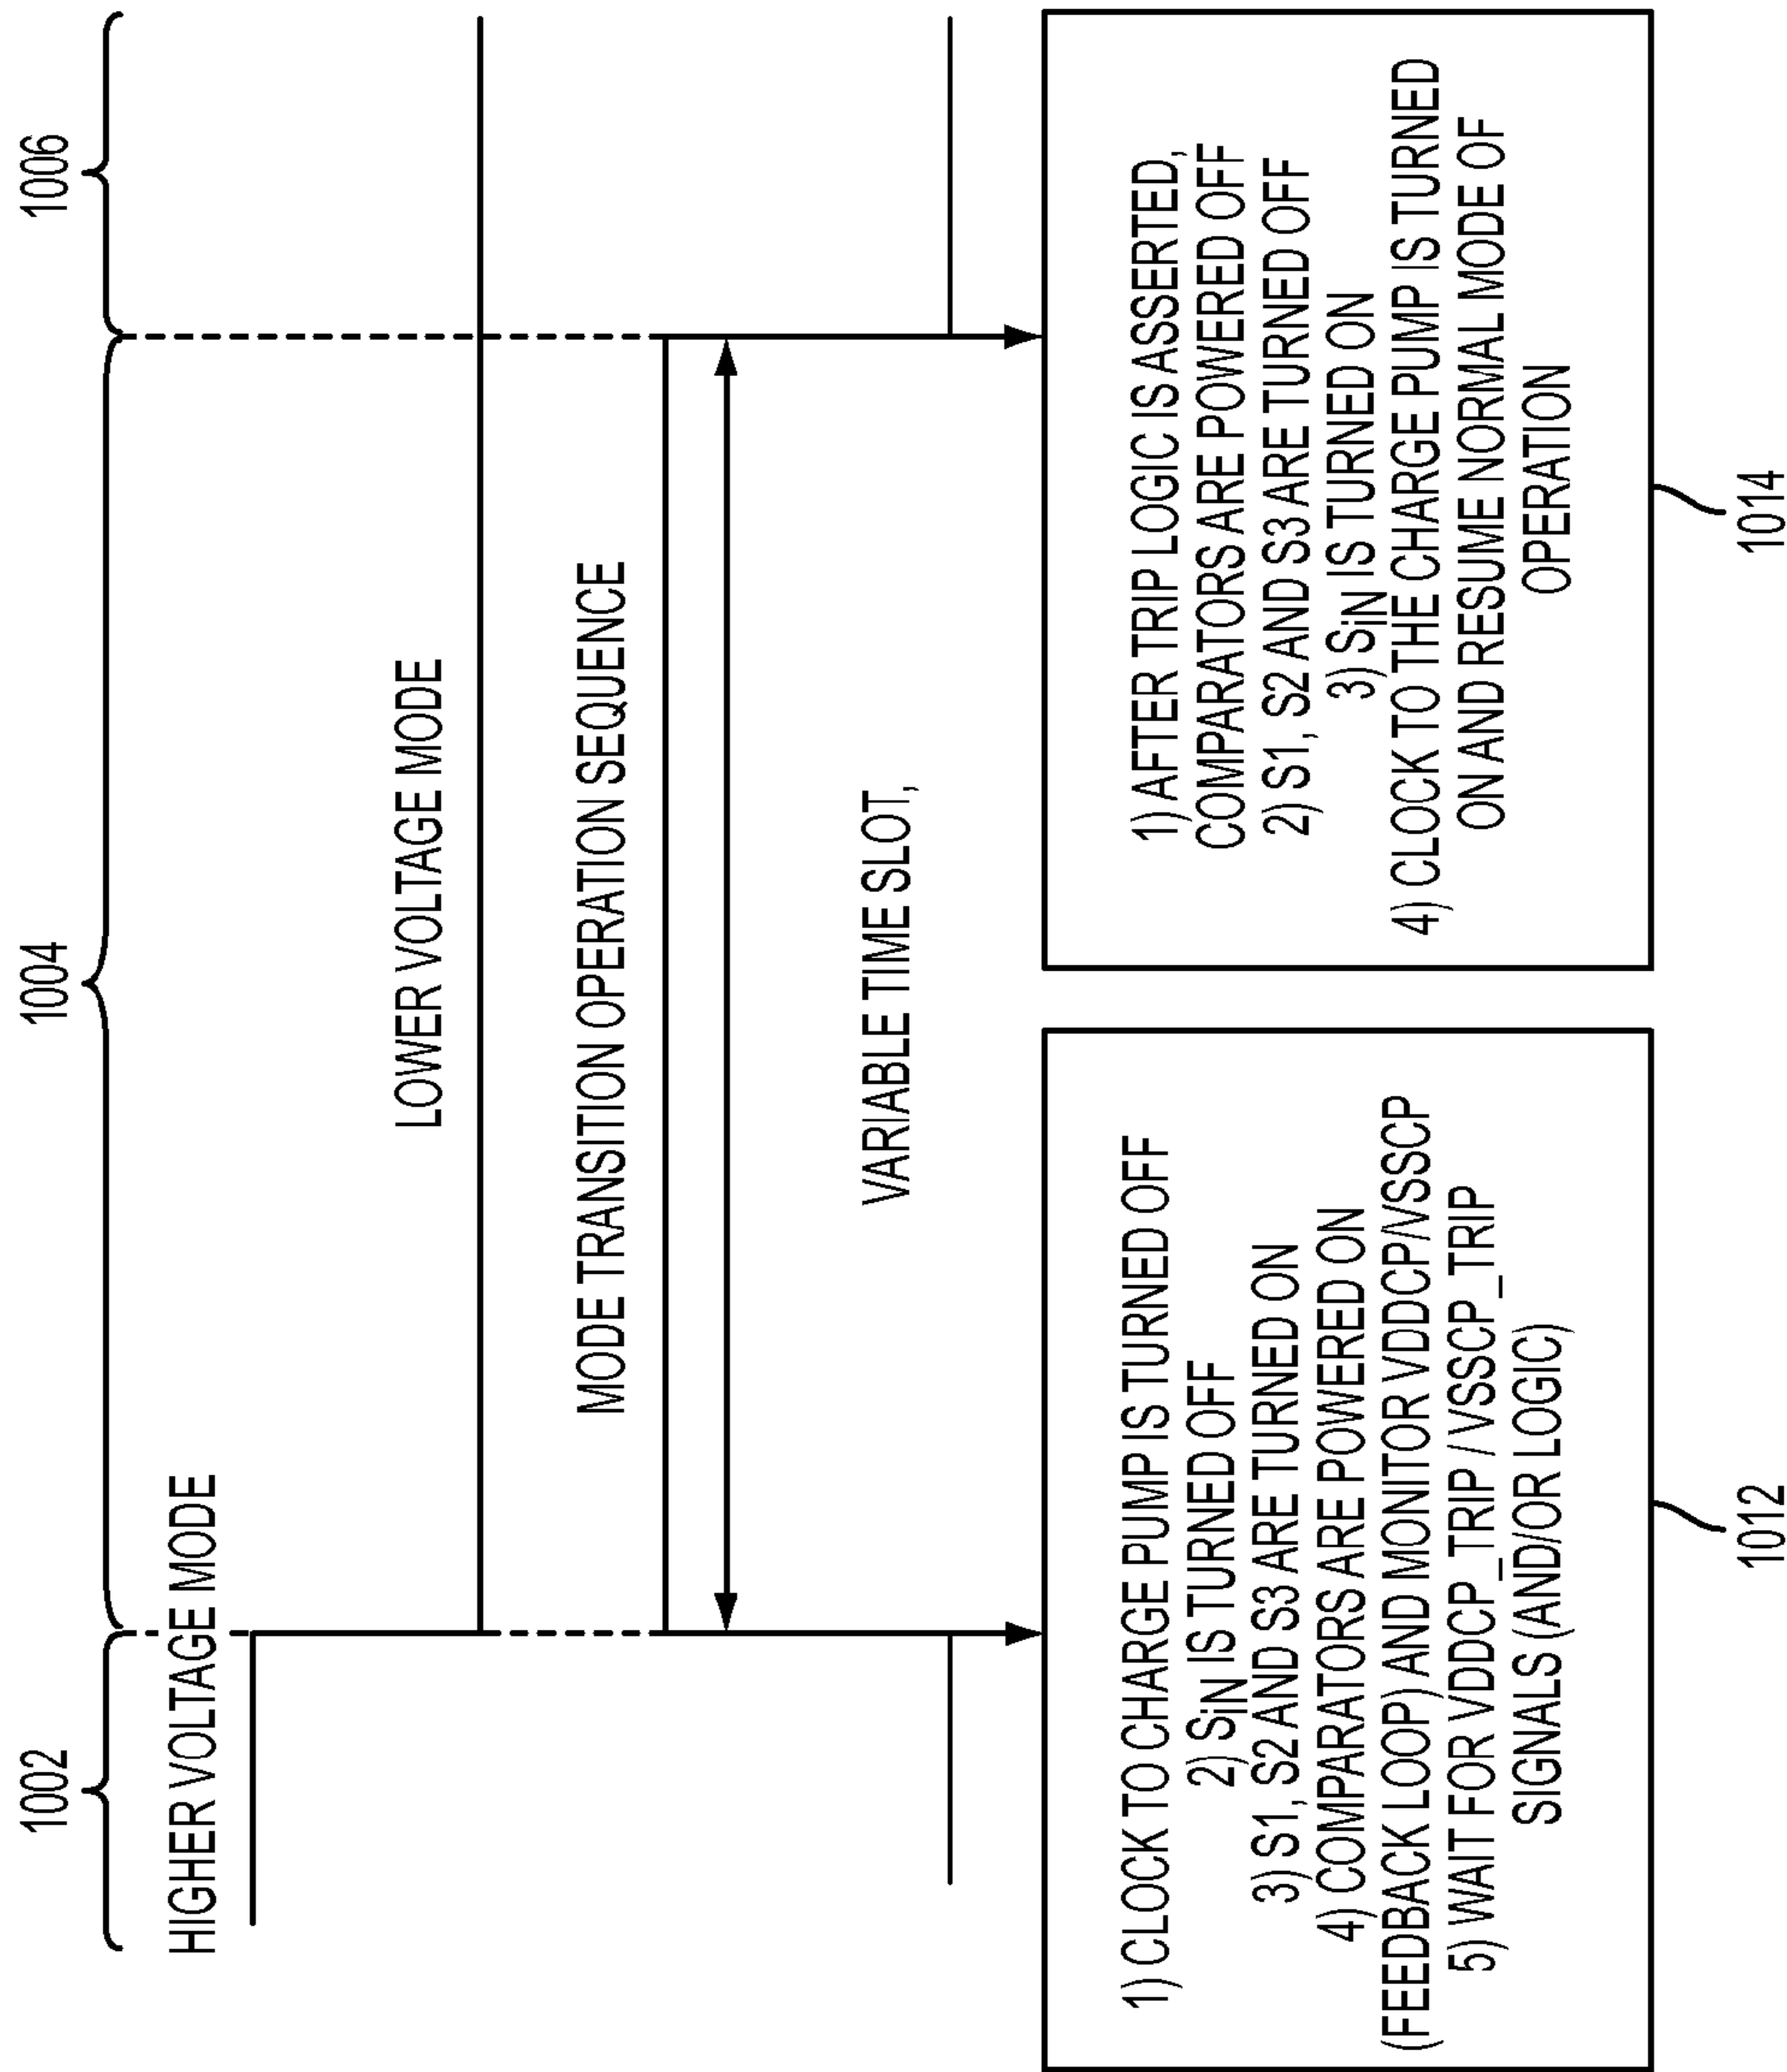 1002
1004
1006
HIGHER VOLTAGE MODE
LOWER VOLTAGE MODE
MODE TRANSITION OPERATION SEQUENCE
VARIABLE TIME SLOT,
1) CLOCK TO CHARGE PUMP IS TURNED OFF
2) SiN IS TURNED OFF
3) S1, S2 AND S3 ARE TURNED ON
4) COMPARATORS ARE POWERED ON
(FEEDBACK LOOP) AND MONITOR VDDCP/VSSCP
5) WAIT FOR VDDCP_TRIP / VSSCP_TRIP
SIGNALS (AND/OR LOGIC)
1012
1) AFTER TRIP LOGIC IS ASSERTED,
COMPARATORS ARE POWERED OFF
2) S1, S2 AND S3 ARE TURNED OFF
3) SiN IS TURNED ON
4) CLOCK TO THE CHARGE PUMP IS TURNED
ON AND RESUME NORMAL MODE OF
OPERATION
1014